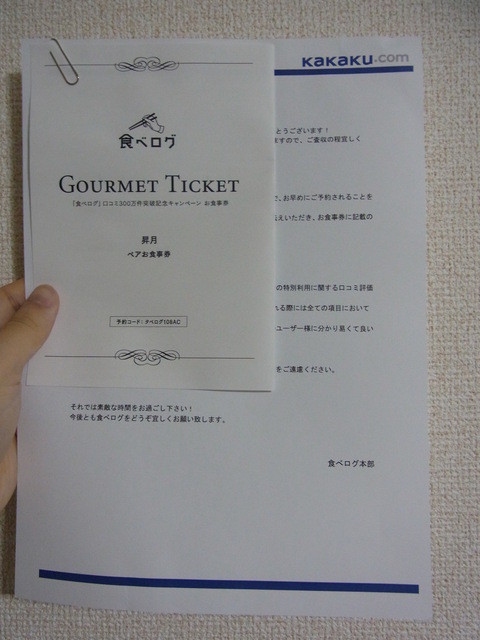 kakaku.com
食べログ
GOURMET TICKET
「食べログ」口コミ300万件突破記念キャンペーン お食事券
昇月
ペアお食事券
予約コード：タベログ108AC
とうございます！
ますので、ご査収の程宜しく
、お早めにご予約されることを
伝えいただき、お食事券に記載の
の特別利用に関する口コミ評価
れる際には全ての項目において
ユーザー様に分かり易くて良い
をご遠慮ください。
それでは素敵な時間をお過ごし下さい！
今後とも食べログをどうぞ宜しくお願い致します。
食べログ本部